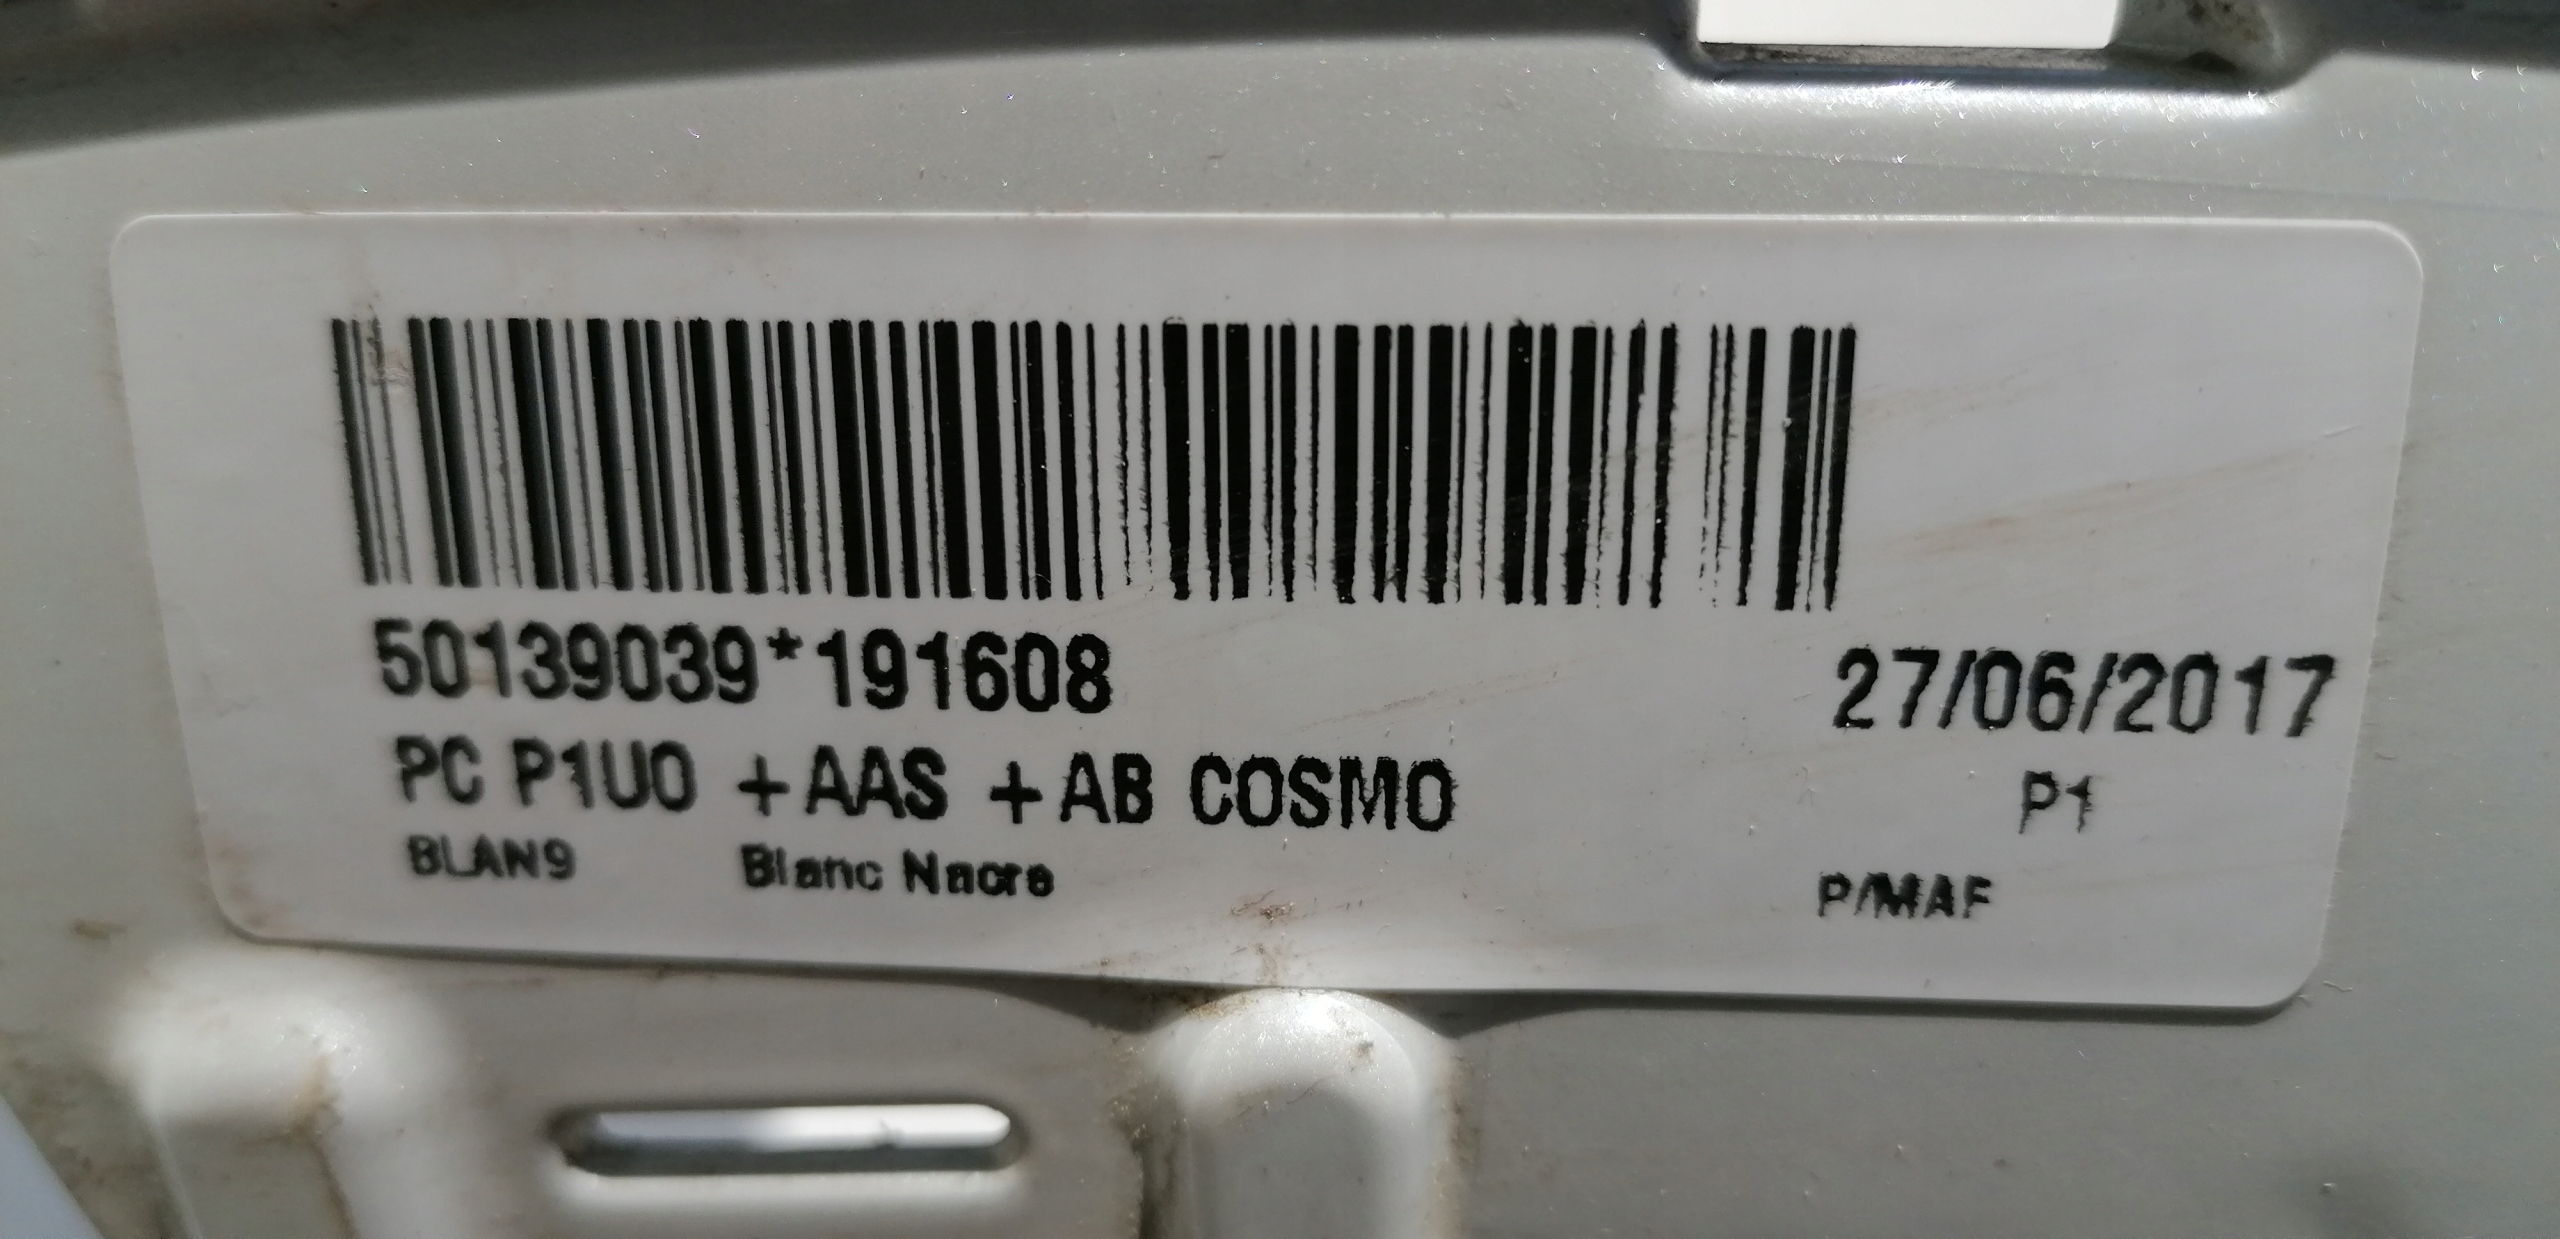 50139039*191608 27/06/2017
PC P1U0 +AAS +AB COSMO P1
BLAN9 Blanc Nacre P/MAF